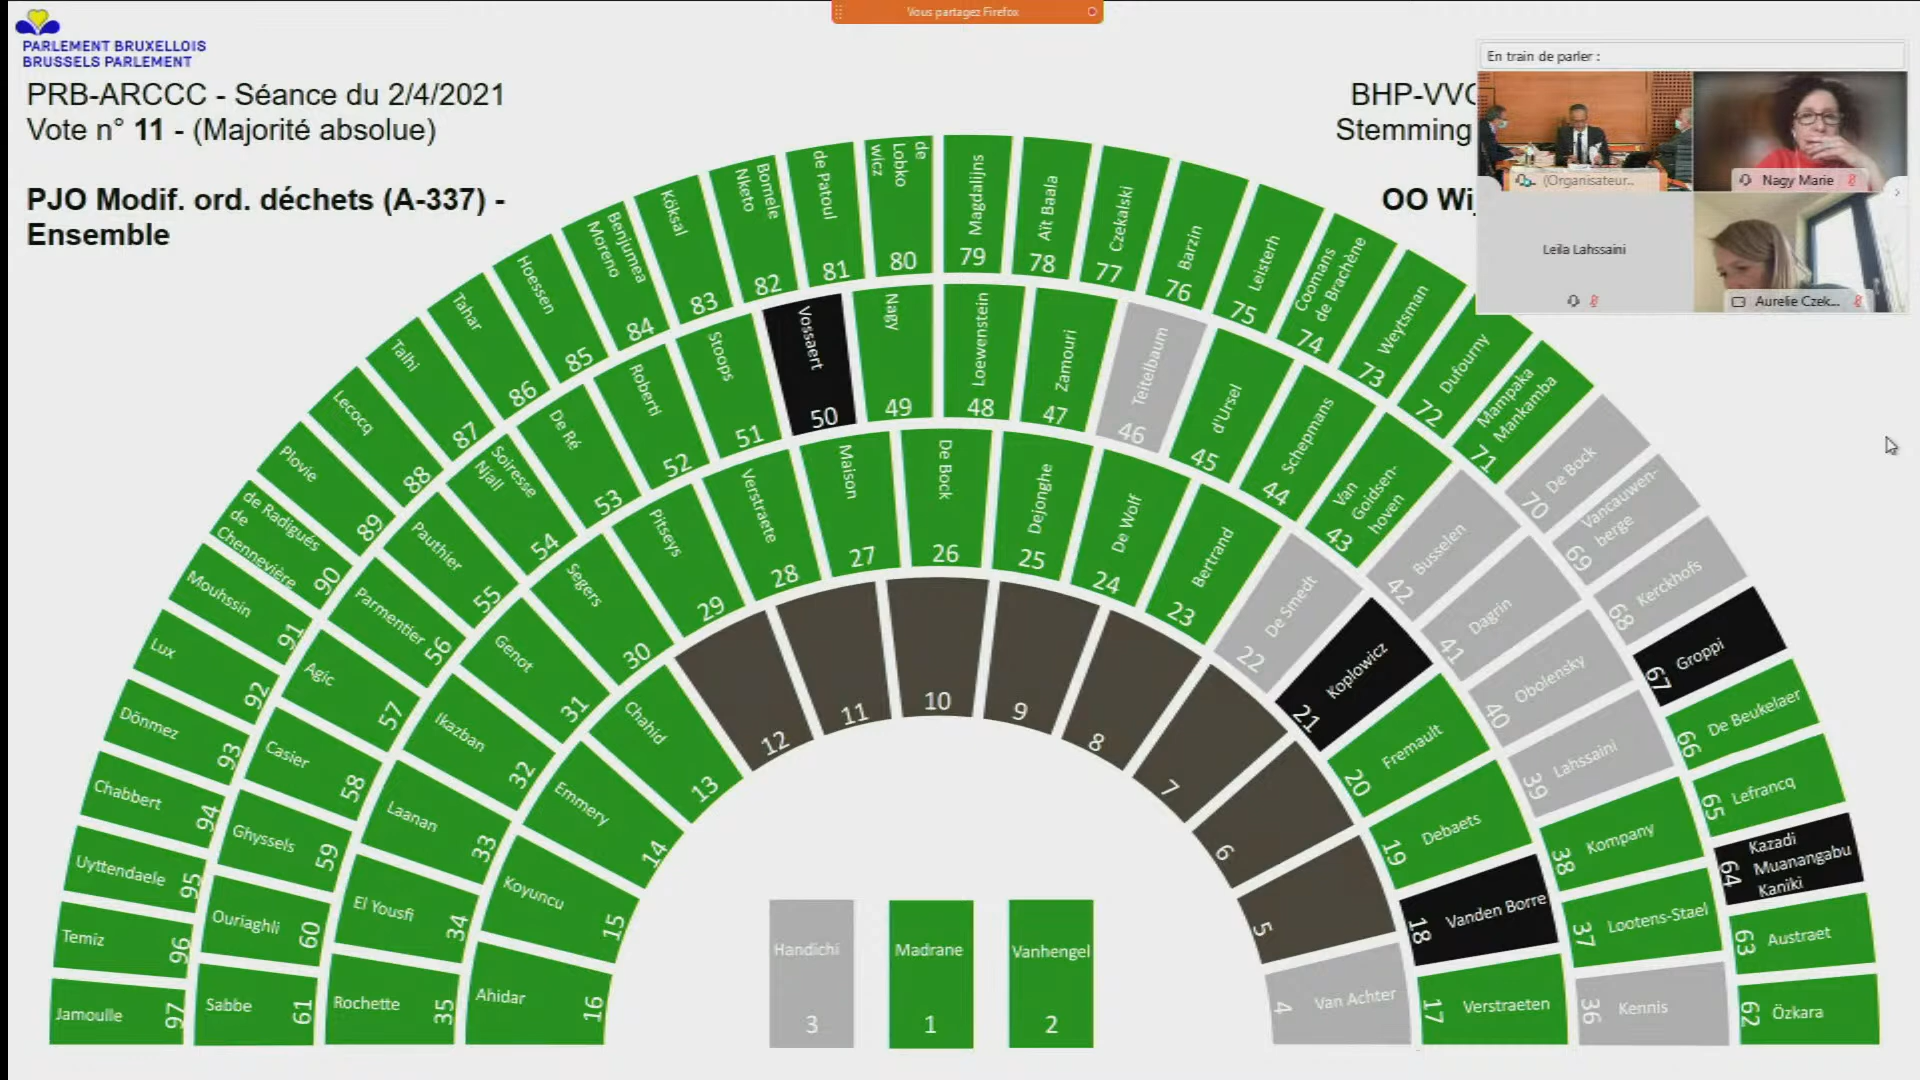 Vous partagez Firefox
PARLEMENT BRUXELLOIS
BRUSSELS PARLEMENT
PRB-ARCCC - Séance du 2/4/2021
Vote n° 11 - (Majorité absolue)
PJO Modif. ord. déchets (A-337) -
Ensemble
BHP-VVC
Stemming
OO Wij
En train de parler :
(Organisateur...
Nagy Marie
Leila Lahssaini
Aurelie Czek...
Jamoulle 97
Temiz 96
Uyttendaele 95
Chabbert 94
Dönmez 93
Lux 92
Mouhssin 91
de Radigués
de
Chennevière 90
Plovie 89
Lecocq 88
Talhi 87
Tahar 86
Hoessen 85
Benjumea
Moreno 84
Köksal 83
Bomele
Nketo 82
de Patoul 81
de
Lobko
wicz 80
Magdalijns 79
Aït Baala 78
Czekalski 77
Barzin 76
Leisterh 75
Coomans
de Brachène 74
Weytsman 73
Dufourny 72
Mampaka
Mankamba 71
De Bock 70
Vancauwen-
berge 69
Kerckhofs 68
Groppi 67
De Beukelaer 66
Lefrancq 65
Kazadi
Muanangabu
Kaniki 64
Austraet 63
Özkara 62
Sabbe 61
Ouriaghli 60
Ghyssels 59
Casier 58
Agic 57
Parmentier 56
Pauthier 55
Soiresse
Njall 54
De Ré 53
Roberti 52
Stoops 51
Vossaert 50
Nagy 49
Loewenstein 48
Zamouri 47
Teitelbaum 46
d'Ursel 45
Schepmans 44
Van
Goidsen-
hoven 43
Busselen 42
Dagrin 41
Obolensky 40
Lahssaini 39
Kompany 38
Lootens-Stael 37
Kennis 36
Rochette 35
El Yousfi 34
Laanan 33
Ikazban 32
Genot 31
Segers 30
Pitseys 29
Verstraete 28
Maison 27
De Bock 26
Dejonghe 25
De Wolf 24
Bertrand 23
De Smedt 22
Koplowicz 21
Fremault 20
Debaets 19
Vanden Borre 18
Verstraeten 17
Ahidar 16
Koyuncu 15
Emmery 14
Chahid 13
12
11
10
9
8
7
6
5
Van Achter 4
Handichi 3
Madrane 1
Vanhengel 2